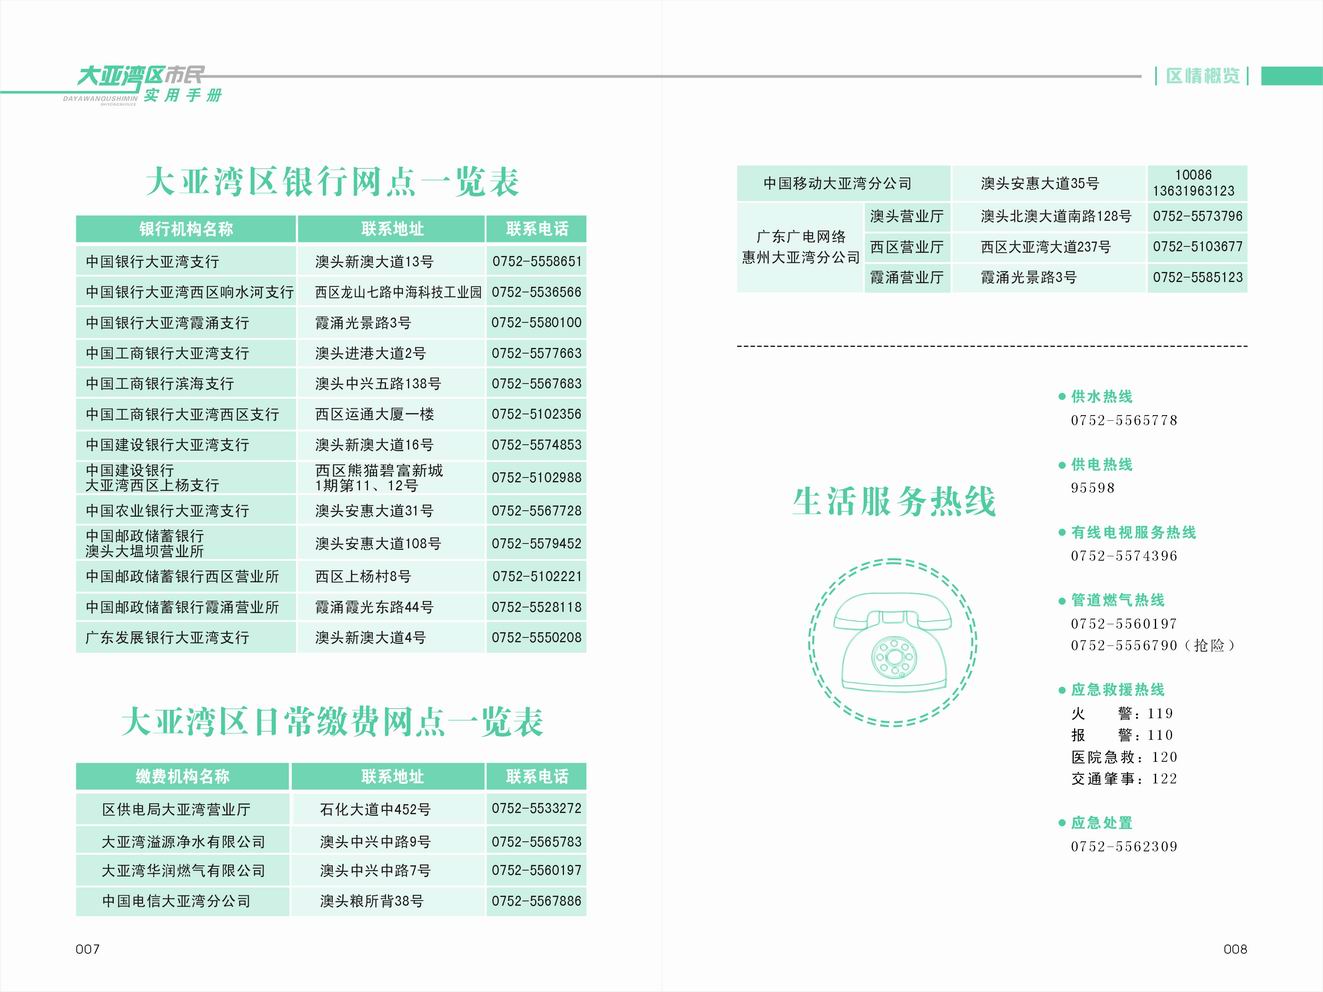 大亚湾区市民
DAYAWANQUSHIMIN
实用手册
区情概览
大亚湾区银行网点一览表
银行机构名称 联系地址 联系电话
中国银行大亚湾支行 澳头新澳大道13号 0752-5558651
中国银行大亚湾西区响水河支行 西区龙山七路中海科技工业园 0752-5536566
中国银行大亚湾霞涌支行 霞涌光景路3号 0752-5580100
中国工商银行大亚湾支行 澳头进港大道2号 0752-5577663
中国工商银行滨海支行 澳头中兴五路138号 0752-5567683
中国工商银行大亚湾西区支行 西区运通大厦一楼 0752-5102356
中国建设银行大亚湾支行 澳头新澳大道16号 0752-5574853
中国建设银行 西区熊猫碧富新城
大亚湾西区上杨支行 1期第11、12号 0752-5102988
中国农业银行大亚湾支行 澳头安惠大道31号 0752-5567728
中国邮政储蓄银行
澳头大塭坝营业所 澳头安惠大道108号 0752-5579452
中国邮政储蓄银行西区营业所 西区上杨村8号 0752-5102221
中国邮政储蓄银行霞涌营业所 霞涌霞光东路44号 0752-5528118
广东发展银行大亚湾支行 澳头新澳大道4号 0752-5550208
大亚湾区日常缴费网点一览表
缴费机构名称 联系地址 联系电话
区供电局大亚湾营业厅 石化大道中452号 0752-5533272
大亚湾溢源净水有限公司 澳头中兴中路9号 0752-5565783
大亚湾华润燃气有限公司 澳头中兴中路7号 0752-5560197
中国电信大亚湾分公司 澳头粮所背38号 0752-5567886
007
中国移动大亚湾分公司 澳头安惠大道35号 10086
13631963123
广东广电网络
惠州大亚湾分公司
澳头营业厅 澳头北澳大道南路128号 0752-5573796
西区营业厅 西区大亚湾大道237号 0752-5103677
霞涌营业厅 霞涌光景路3号 0752-5585123
生活服务热线
供水热线
0752-5565778
供电热线
95598
有线电视服务热线
0752-5574396
管道燃气热线
0752-5560197
0752-5556790（抢险）
应急救援热线
火 警：119
报 警：110
医院急救：120
交通肇事：122
应急处置
0752-5562309
008